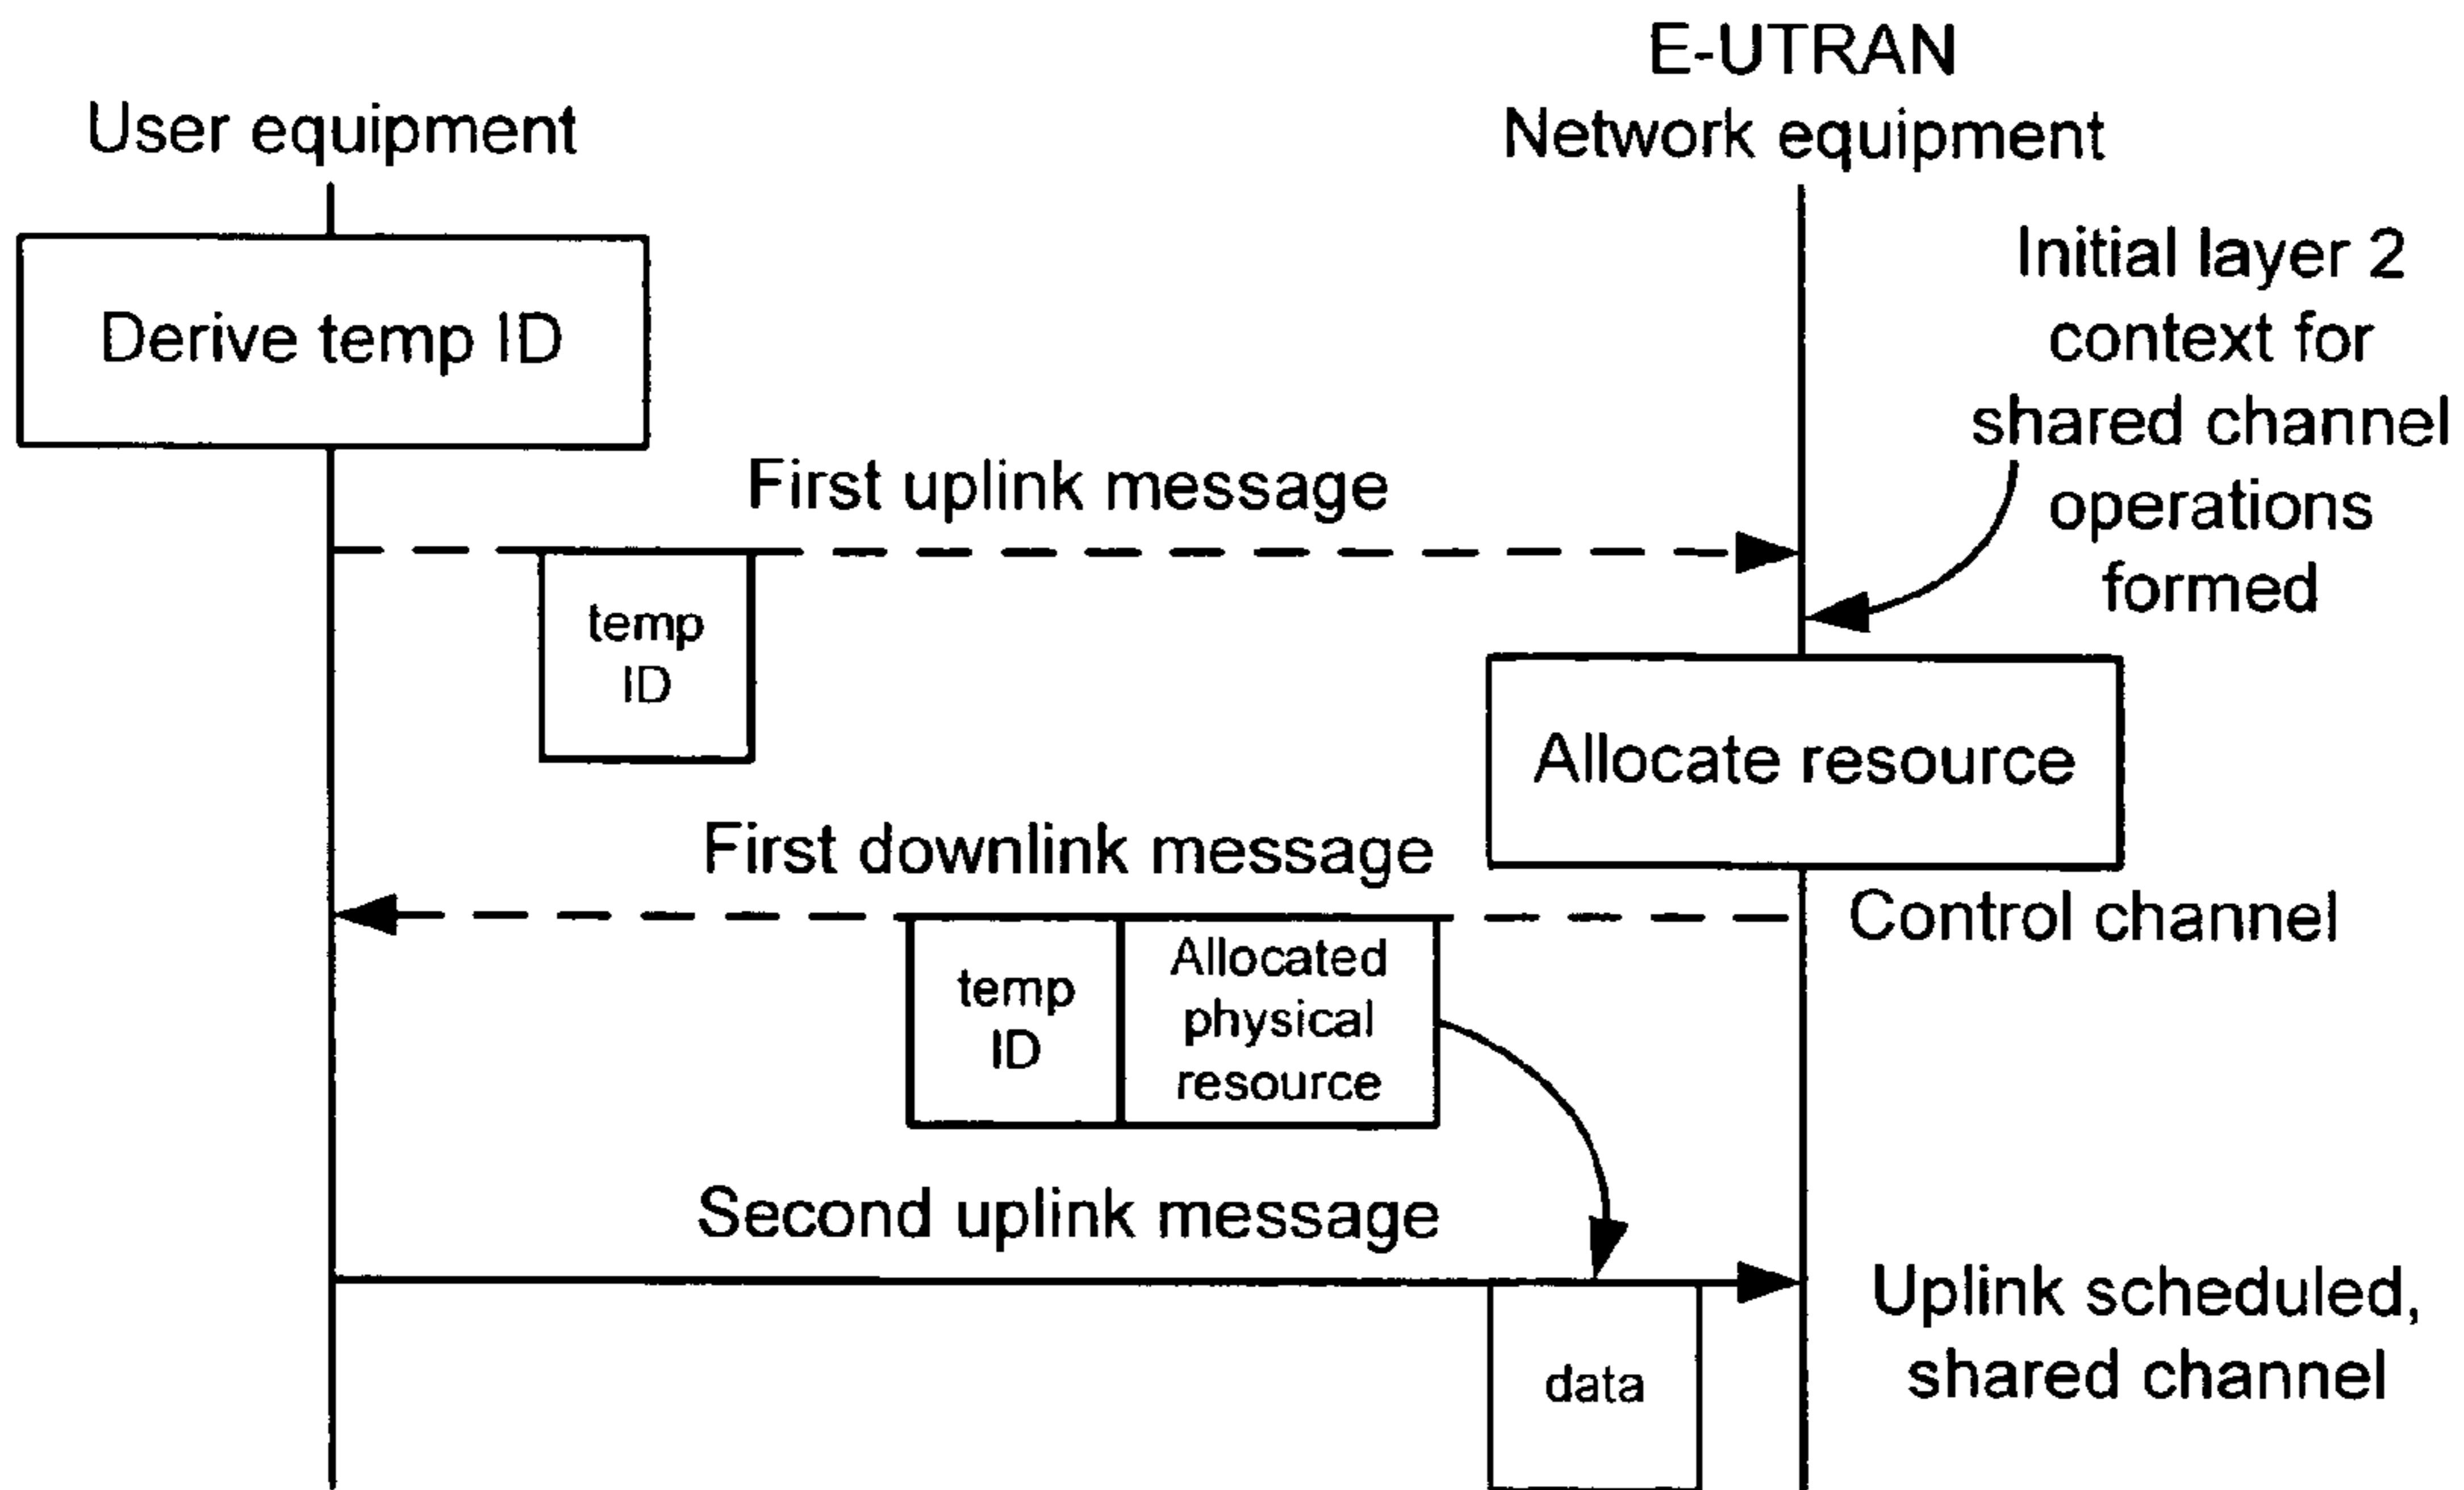 E-UTRAN
Network equipment
User equipment
Initial layer 2
context for
shared channel
operations
formed
Derive temp ID
First uplink message
temp
ID
Allocate resource
First downlink message
Control channel
temp
ID
Allocated
physical
resource
Second uplink message
Uplink scheduled,
shared channel
data